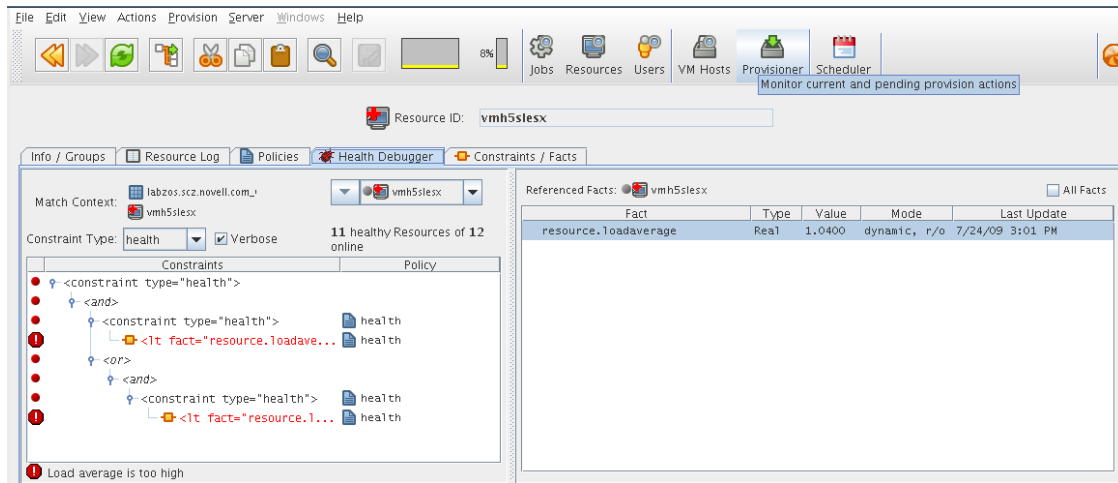 File Edit View Actions Provision Server Windows Help
8%
Jobs Resources Users VM Hosts Provisioner Scheduler
Monitor current and pending provision actions
Resource ID: vmh5slesx
Info / Groups Resource Log Policies Health Debugger Constraints / Facts
Match Context: labzos.scz.novell.com_
vmh5slesx
vmh5slesx
Constraint Type: health Verbose
11 healthy Resources of 12
online
Constraints Policy
<constraint type="health">
<and>
<constraint type="health"> health
<lt fact="resource.loadave... health
<or>
<and>
<constraint type="health"> health
<lt fact="resource.l... health
Load average is too high
Referenced Facts: vmh5slesx All Facts
Fact Type Value Mode Last Update
resource.loadaverage Real 1.0400 dynamic, r/o 7/24/09 3:01 PM